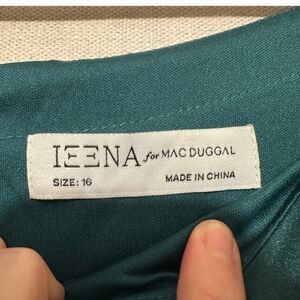 IEENA for MAC DUGGAL
SIZE: 16 MADE IN CHINA